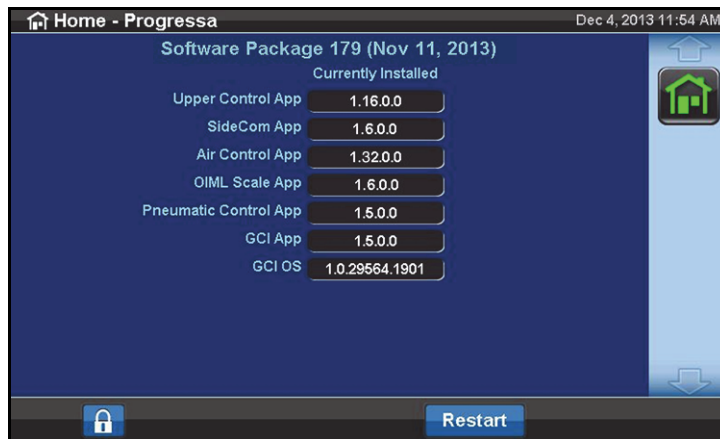 Home - Progressa
Dec 4, 2013 11:54 AM
Software Package 179 (Nov 11, 2013)
Currently Installed
Upper Control App 1.16.0.0
SideCom App 1.6.0.0
Air Control App 1.32.0.0
OIML Scale App 1.6.0.0
Pneumatic Control App 1.5.0.0
GCI App 1.5.0.0
GCI OS 1.0.29564.1901
Restart